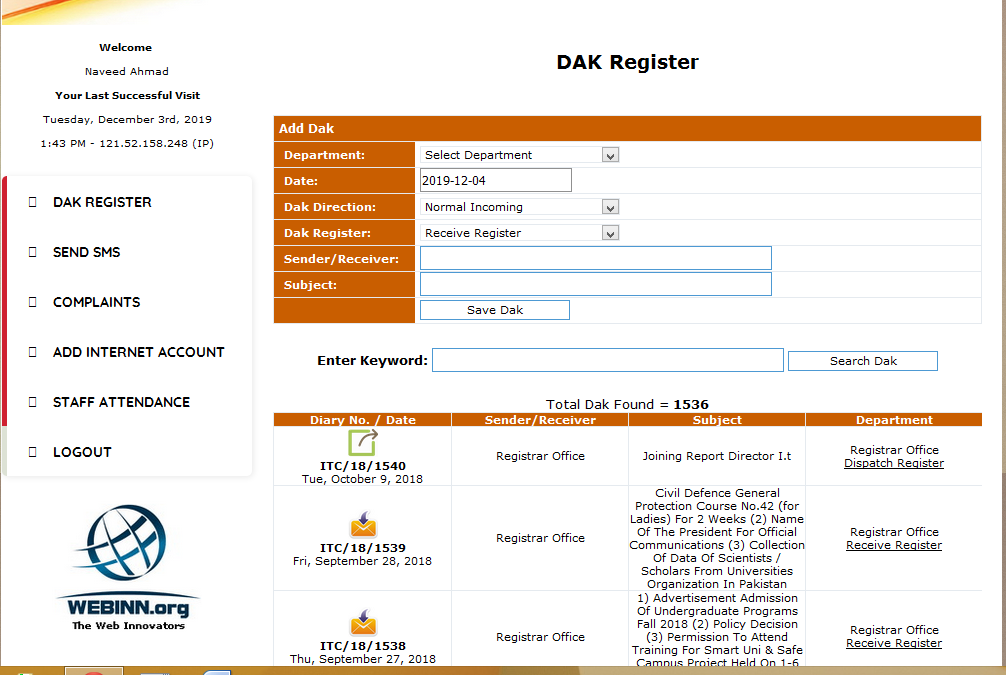 Welcome
Naveed Ahmad
Your Last Successful Visit
Tuesday, December 3rd, 2019
1:43 PM - 121.52.158.248 (IP)
DAK REGISTER
SEND SMS
COMPLAINTS
ADD INTERNET ACCOUNT
STAFF ATTENDANCE
LOGOUT
WEBINN.org
The Web Innovators
DAK Register
Add Dak
Department: Select Department
Date: 2019-12-04
Dak Direction: Normal Incoming
Dak Register: Receive Register
Sender/Receiver:
Subject:
Save Dak
Enter Keyword: Search Dak
Total Dak Found = 1536
Diary No. / Date Sender/Receiver Subject Department
ITC/18/1540
Tue, October 9, 2018
Registrar Office
Joining Report Director I.t
Registrar Office
Dispatch Register
ITC/18/1539
Fri, September 28, 2018
Registrar Office
Civil Defence General
Protection Course No.42 (for
Ladies) For 2 Weeks (2) Name
Of The President For Official
Communications (3) Collection
Of Data Of Scientists /
Scholars From Universities
Organization In Pakistan
Registrar Office
Receive Register
ITC/18/1538
Thu, September 27, 2018
Registrar Office
1) Advertisement Admission
Of Undergraduate Programs
Fall 2018 (2) Policy Decision
(3) Permission To Attend
Training For Smart Uni & Safe
Campus Project Held On 1-6
Registrar Office
Receive Register